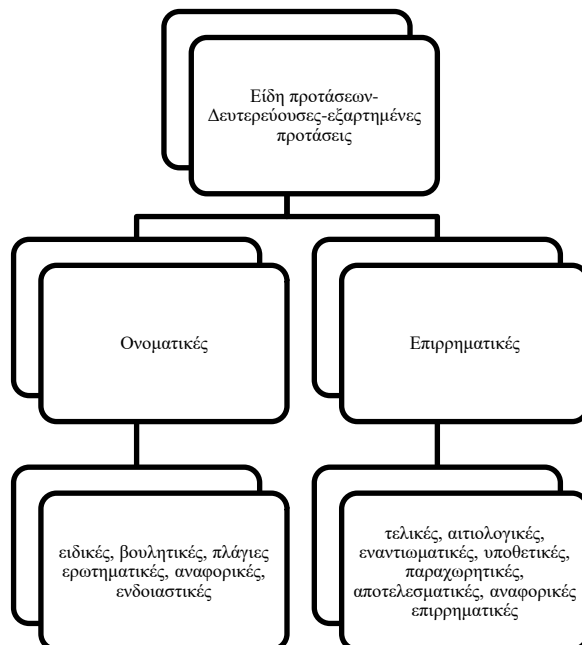 Είδη προτάσεων-
Δευτερεύουσες-εξαρτημένες
προτάσεις
Ονοματικές
Επιρρηματικές
ειδικές, βουλητικές, πλάγιες
ερωτηματικές, αναφορικές,
ενδοιαστικές
τελικές, αιτιολογικές,
εναντιωματικές, υποθετικές,
παραχωρητικές,
αποτελεσματικές, αναφορικές
επιρρηματικές